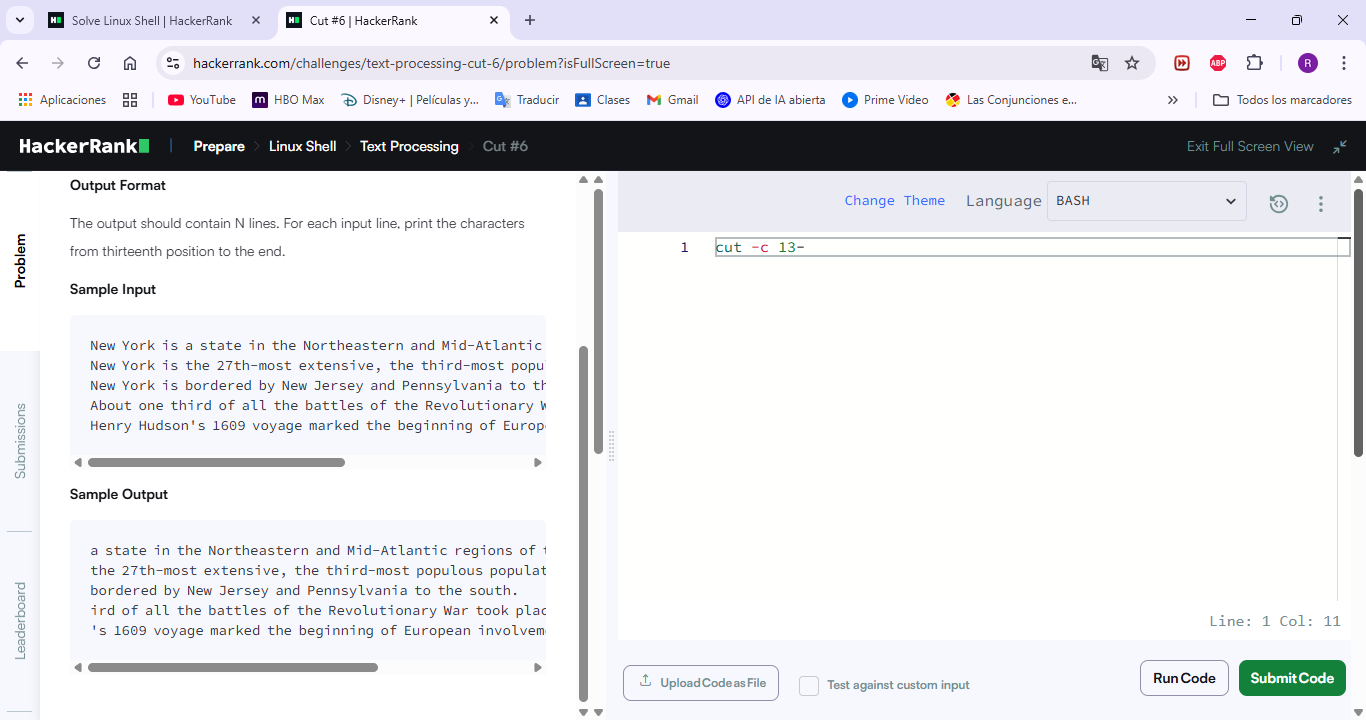 Solve Linux Shell | HackerRank
Cut #6 | HackerRank
hackerrank.com/challenges/text-processing-cut-6/problem?isFullScreen=true
ABP
R
Aplicaciones
YouTube
HBO Max
Disney+ | Películas y...
Traducir
Clases
Gmail
API de IA abierta
Prime Video
Las Conjunciones e...
Todos los marcadores
HackerRank
Prepare
Linux Shell
Text Processing
Cut #6
Exit Full Screen View
Problem
Submissions
Leaderboard
Output Format
The output should contain N lines. For each input line, print the characters
from thirteenth position to the end.
Sample Input
New York is a state in the Northeastern and Mid-Atlantic
New York is the 27th-most extensive, the third-most popu
New York is bordered by New Jersey and Pennsylvania to th
About one third of all the battles of the Revolutionary W
Henry Hudson's 1609 voyage marked the beginning of Europe
Sample Output
a state in the Northeastern and Mid-Atlantic regions of t
the 27th-most extensive, the third-most populous populat
bordered by New Jersey and Pennsylvania to the south.
ird of all the battles of the Revolutionary War took plac
's 1609 voyage marked the beginning of European involvem
Change Theme
Language
BASH
1
cut -c 13-
Line: 1 Col: 11
Upload Code as File
Test against custom input
Run Code
Submit Code